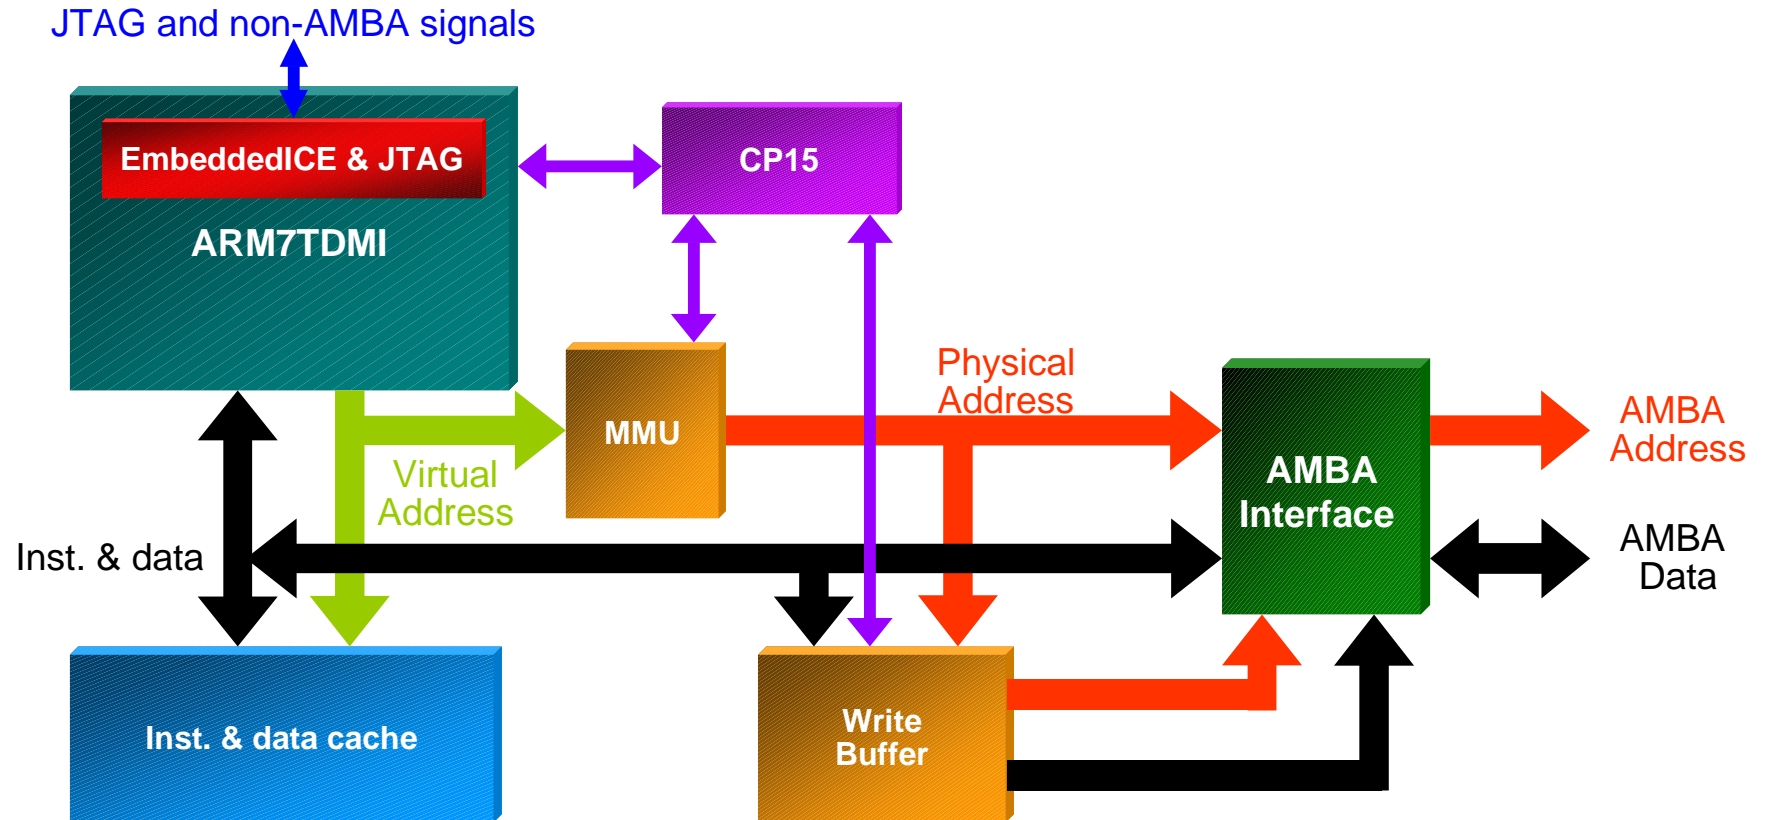 JTAG and non-AMBA signals
EmbeddedICE & JTAG
CP15
ARM7TDMI
Physical
Address
MMU
AMBA
Address
Virtual
Address
AMBA
Interface
Inst. & data
AMBA
Data
Inst. & data cache
Write
Buffer